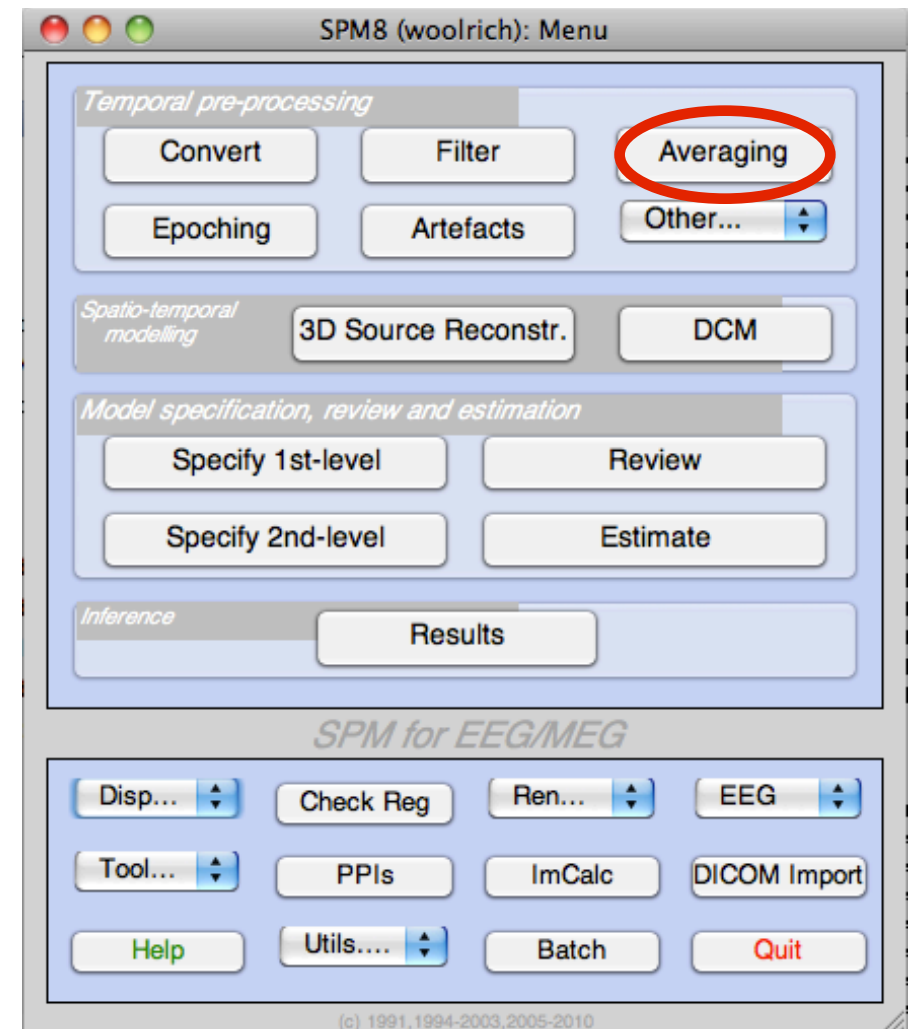 SPM8 (woolrich): Menu
Temporal pre-processing
Convert Filter Averaging
Epoching Artefacts Other...
Spatio-temporal
modelling
3D Source Reconstr. DCM
Model specification, review and estimation
Specify 1st-level Review
Specify 2nd-level Estimate
Inference
Results
SPM for EEG/MEG
Disp... Check Reg Ren... EEG
Tool... PPIs ImCalc DICOM Import
Help Utils.... Batch Quit
(c) 1991,1994-2003,2005-2010